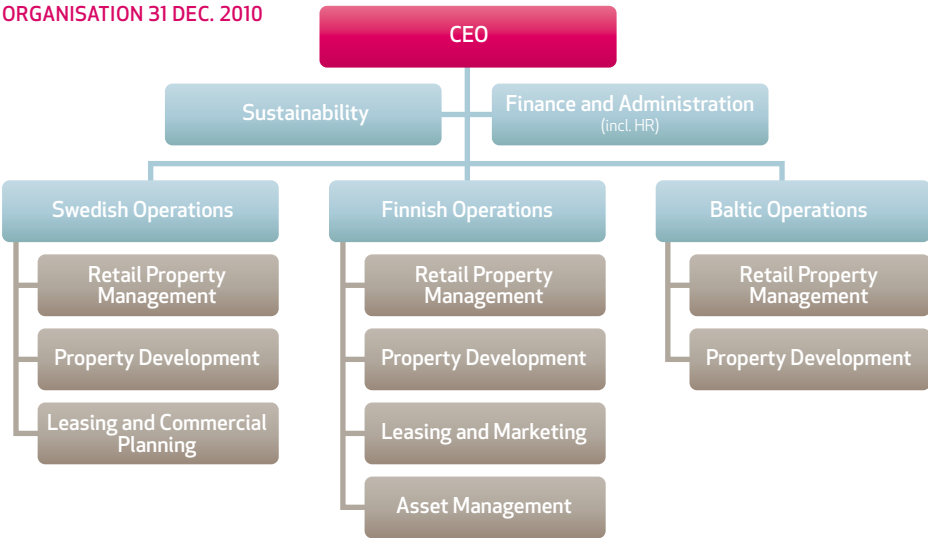 ORGANISATION 31 DEC. 2010
CEO
Sustainability
Finance and Administration
(incl. HR)
Swedish Operations
Finnish Operations
Baltic Operations
Retail Property
Management
Property Development
Leasing and Commercial
Planning
Retail Property
Management
Property Development
Leasing and Marketing
Asset Management
Retail Property
Management
Property Development